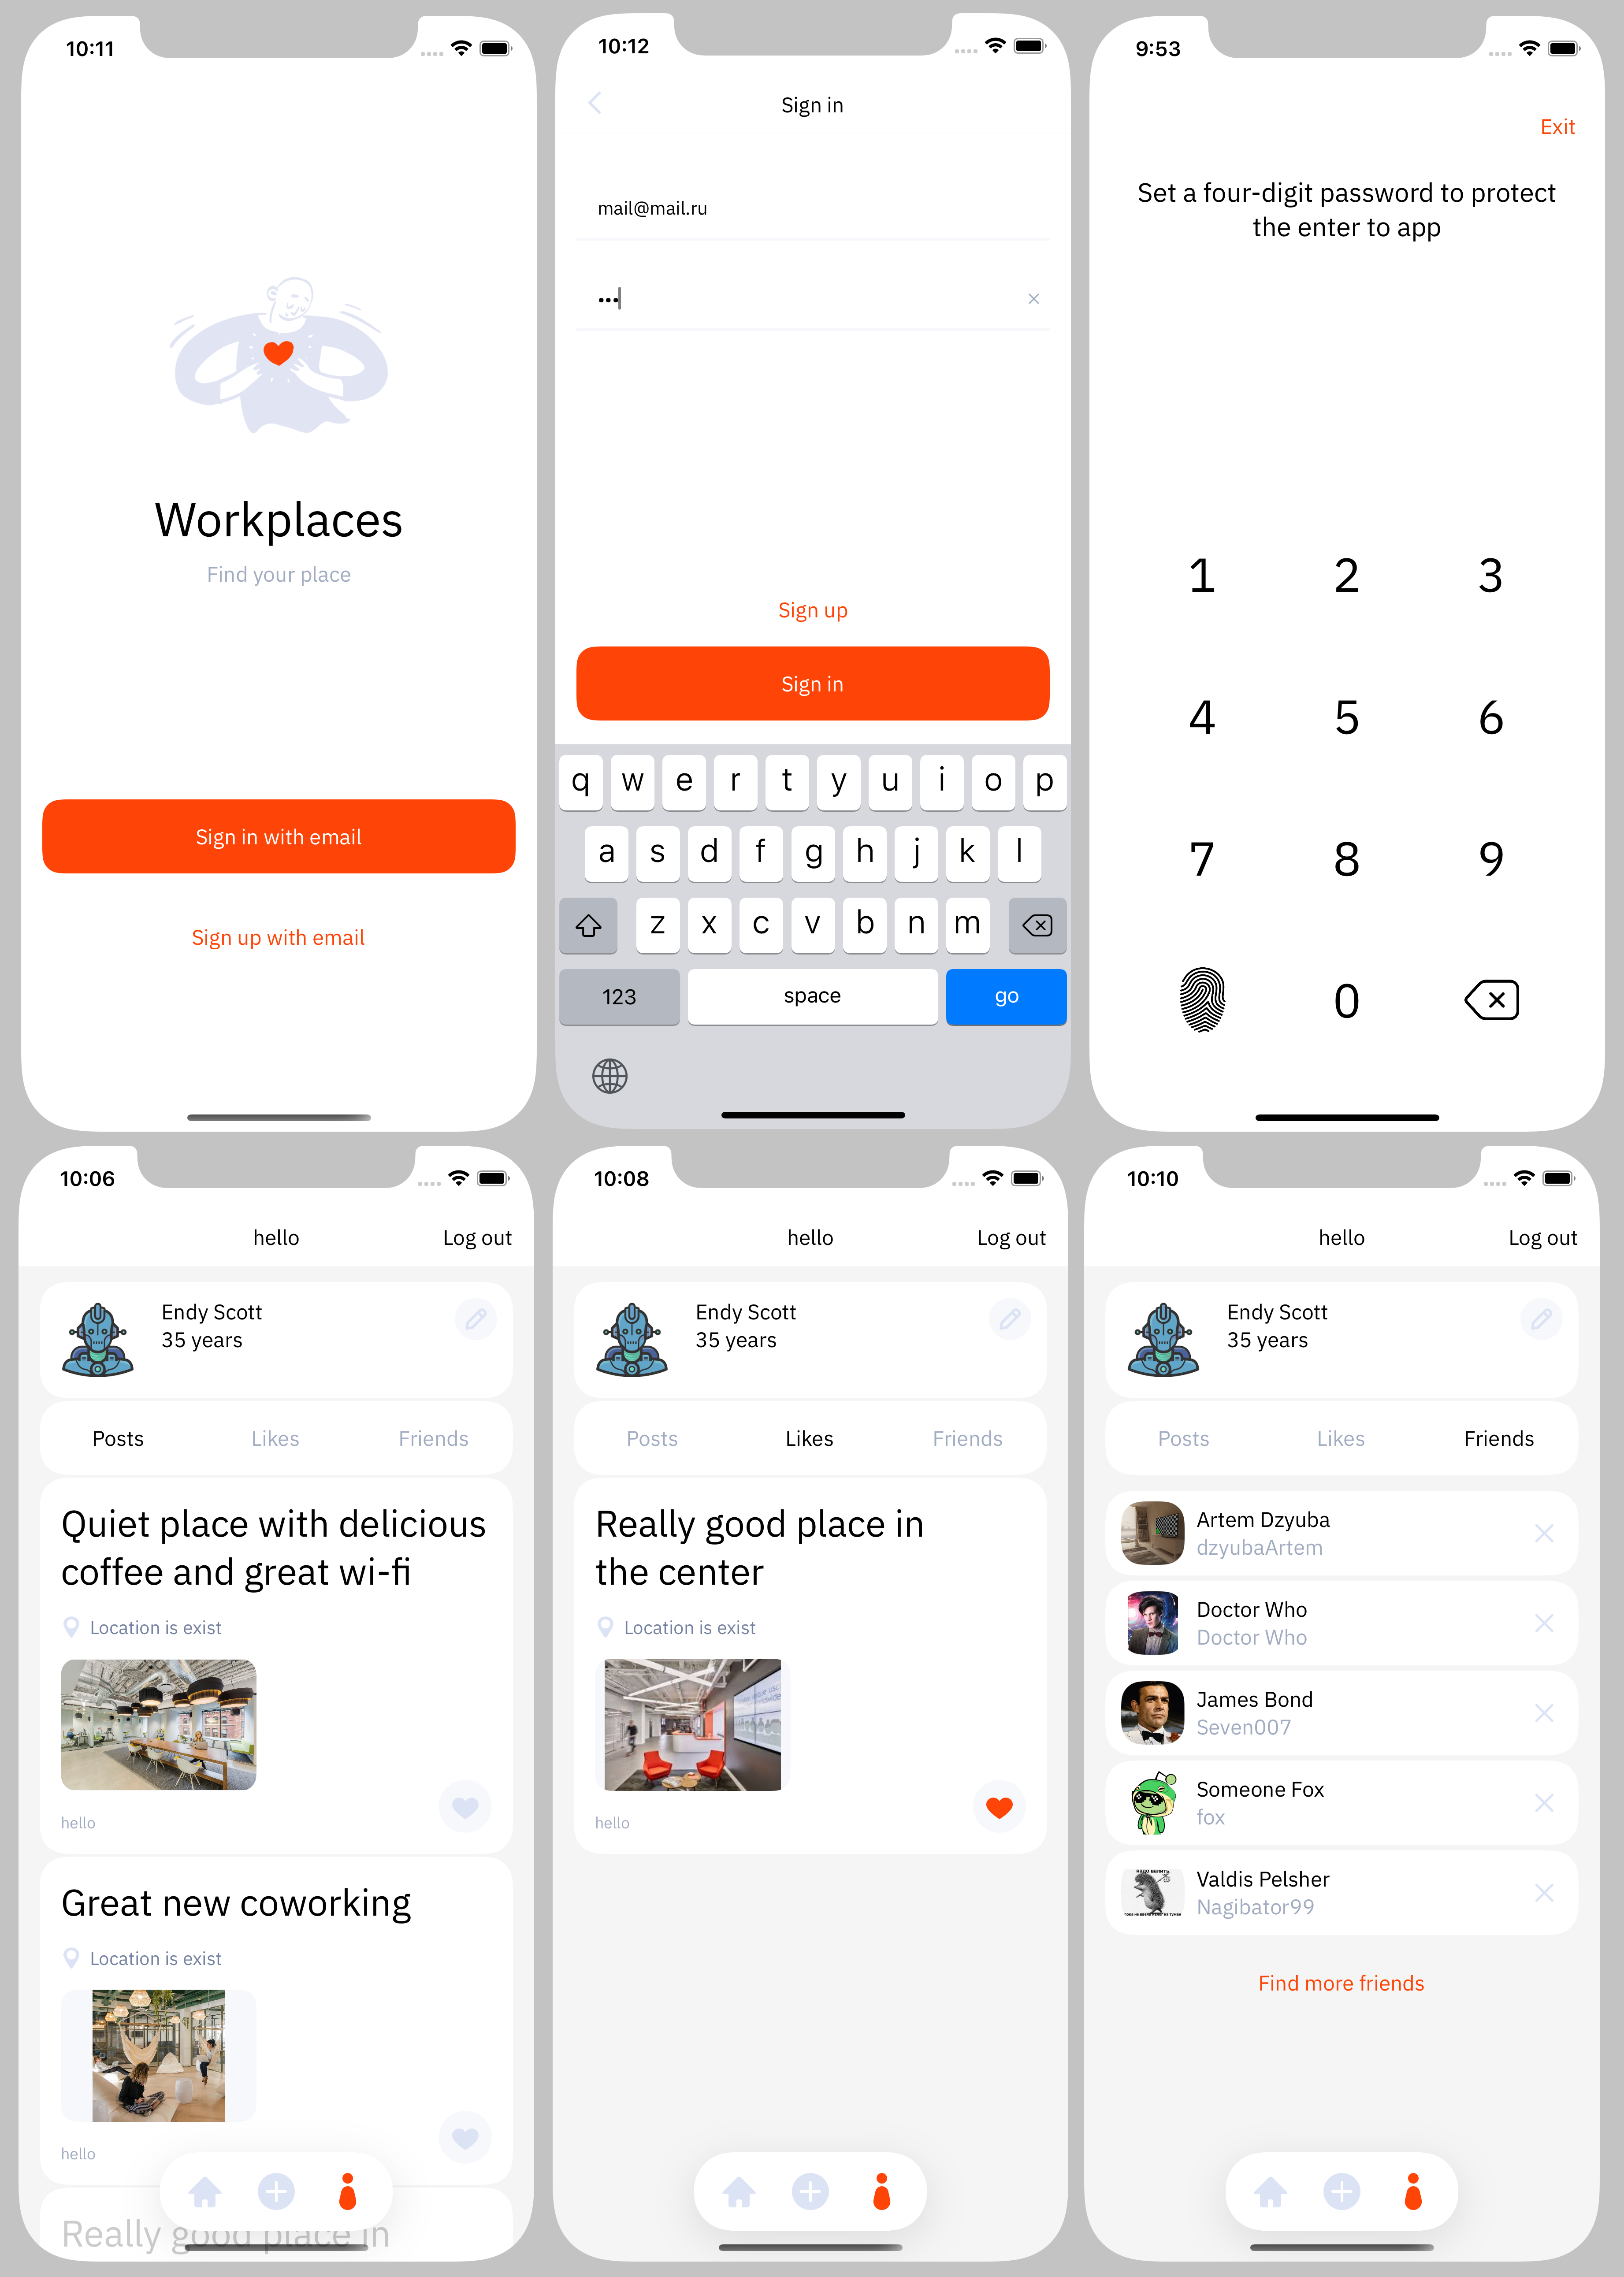 10:11
Workplaces
Find your place
Sign in with email
Sign up with email
10:12
Sign in
mail@mail.ru
•••
Sign up
Sign in
q w e r t y u i o p
a s d f g h j k l
z x c v b n m
123 space go
9:53
Exit
Set a four-digit password to protect
the enter to app
1 2 3
4 5 6
7 8 9
0
10:06
hello Log out
Endy Scott
35 years
Posts Likes Friends
Quiet place with delicious
coffee and great wi-fi
Location is exist
hello
Great new coworking
Location is exist
hello
Really good place in
10:08
hello Log out
Endy Scott
35 years
Posts Likes Friends
Really good place in
the center
Location is exist
hello
10:10
hello Log out
Endy Scott
35 years
Posts Likes Friends
Artem Dzyuba
dzyubaArtem
Doctor Who
Doctor Who
James Bond
Seven007
Someone Fox
fox
Valdis Pelsher
Nagibator99
Find more friends